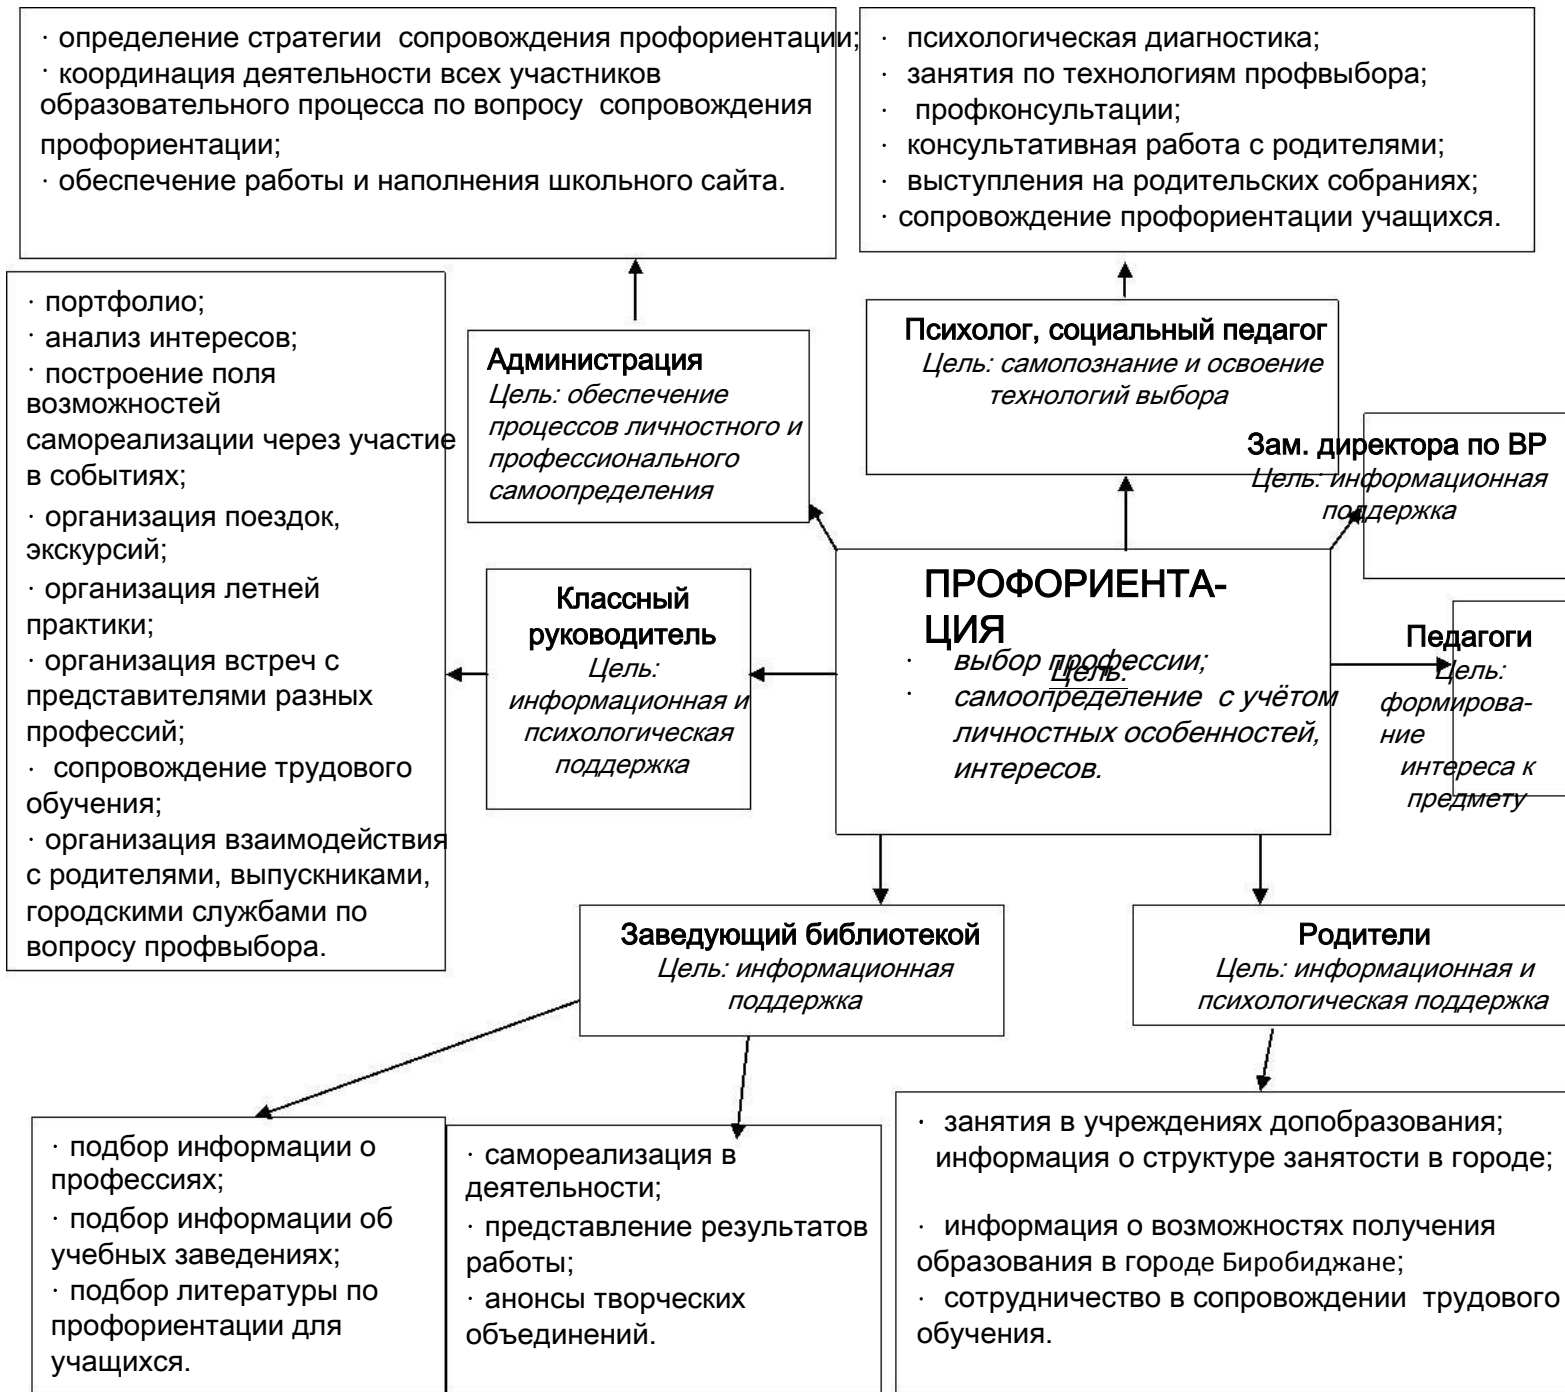 · определение стратегии сопровождения профориентации;
· координация деятельности всех участников
образовательного процесса по вопросу сопровождения
профориентации;
· обеспечение работы и наполнения школьного сайта.
· психологическая диагностика;
· занятия по технологиям профвыбора;
· профконсультации;
· консультативная работа с родителями;
· выступления на родительских собраниях;
· сопровождение профориентации учащихся.
· портфолио;
· анализ интересов;
· построение поля
возможностей
самореализации через участие
в событиях;
· организация поездок,
экскурсий;
· организация летней
практики;
· организация встреч с
представителями разных
профессий;
· сопровождение трудового
обучения;
· организация взаимодействия
с родителями, выпускниками,
городскими службами по
вопросу профвыбора.
Администрация
Цель: обеспечение
процессов личностного и
профессионального
самоопределения
Психолог, социальный педагог
Цель: самопознание и освоение
технологий выбора
Зам. директора по ВР
Цель: информационная
поддержка
Классный
руководитель
Цель:
информационная и
психологическая
поддержка
ПРОФОРИЕНТА-
ЦИЯ
Цель:
· выбор профессии;
· самоопределение с учётом
личностных особенностей,
интересов.
Педагоги
Цель:
формирова-
ние
интереса к
предмету
Заведующий библиотекой
Цель: информационная
поддержка
Родители
Цель: информационная и
психологическая поддержка
· подбор информации о
профессиях;
· подбор информации об
учебных заведениях;
· подбор литературы по
профориентации для
учащихся.
· самореализация в
деятельности;
· представление результатов
работы;
· анонсы творческих
объединений.
· занятия в учреждениях допобразования;
информация о структуре занятости в городе;
· информация о возможностях получения
образования в городе Биробиджане;
· сотрудничество в сопровождении трудового
обучения.